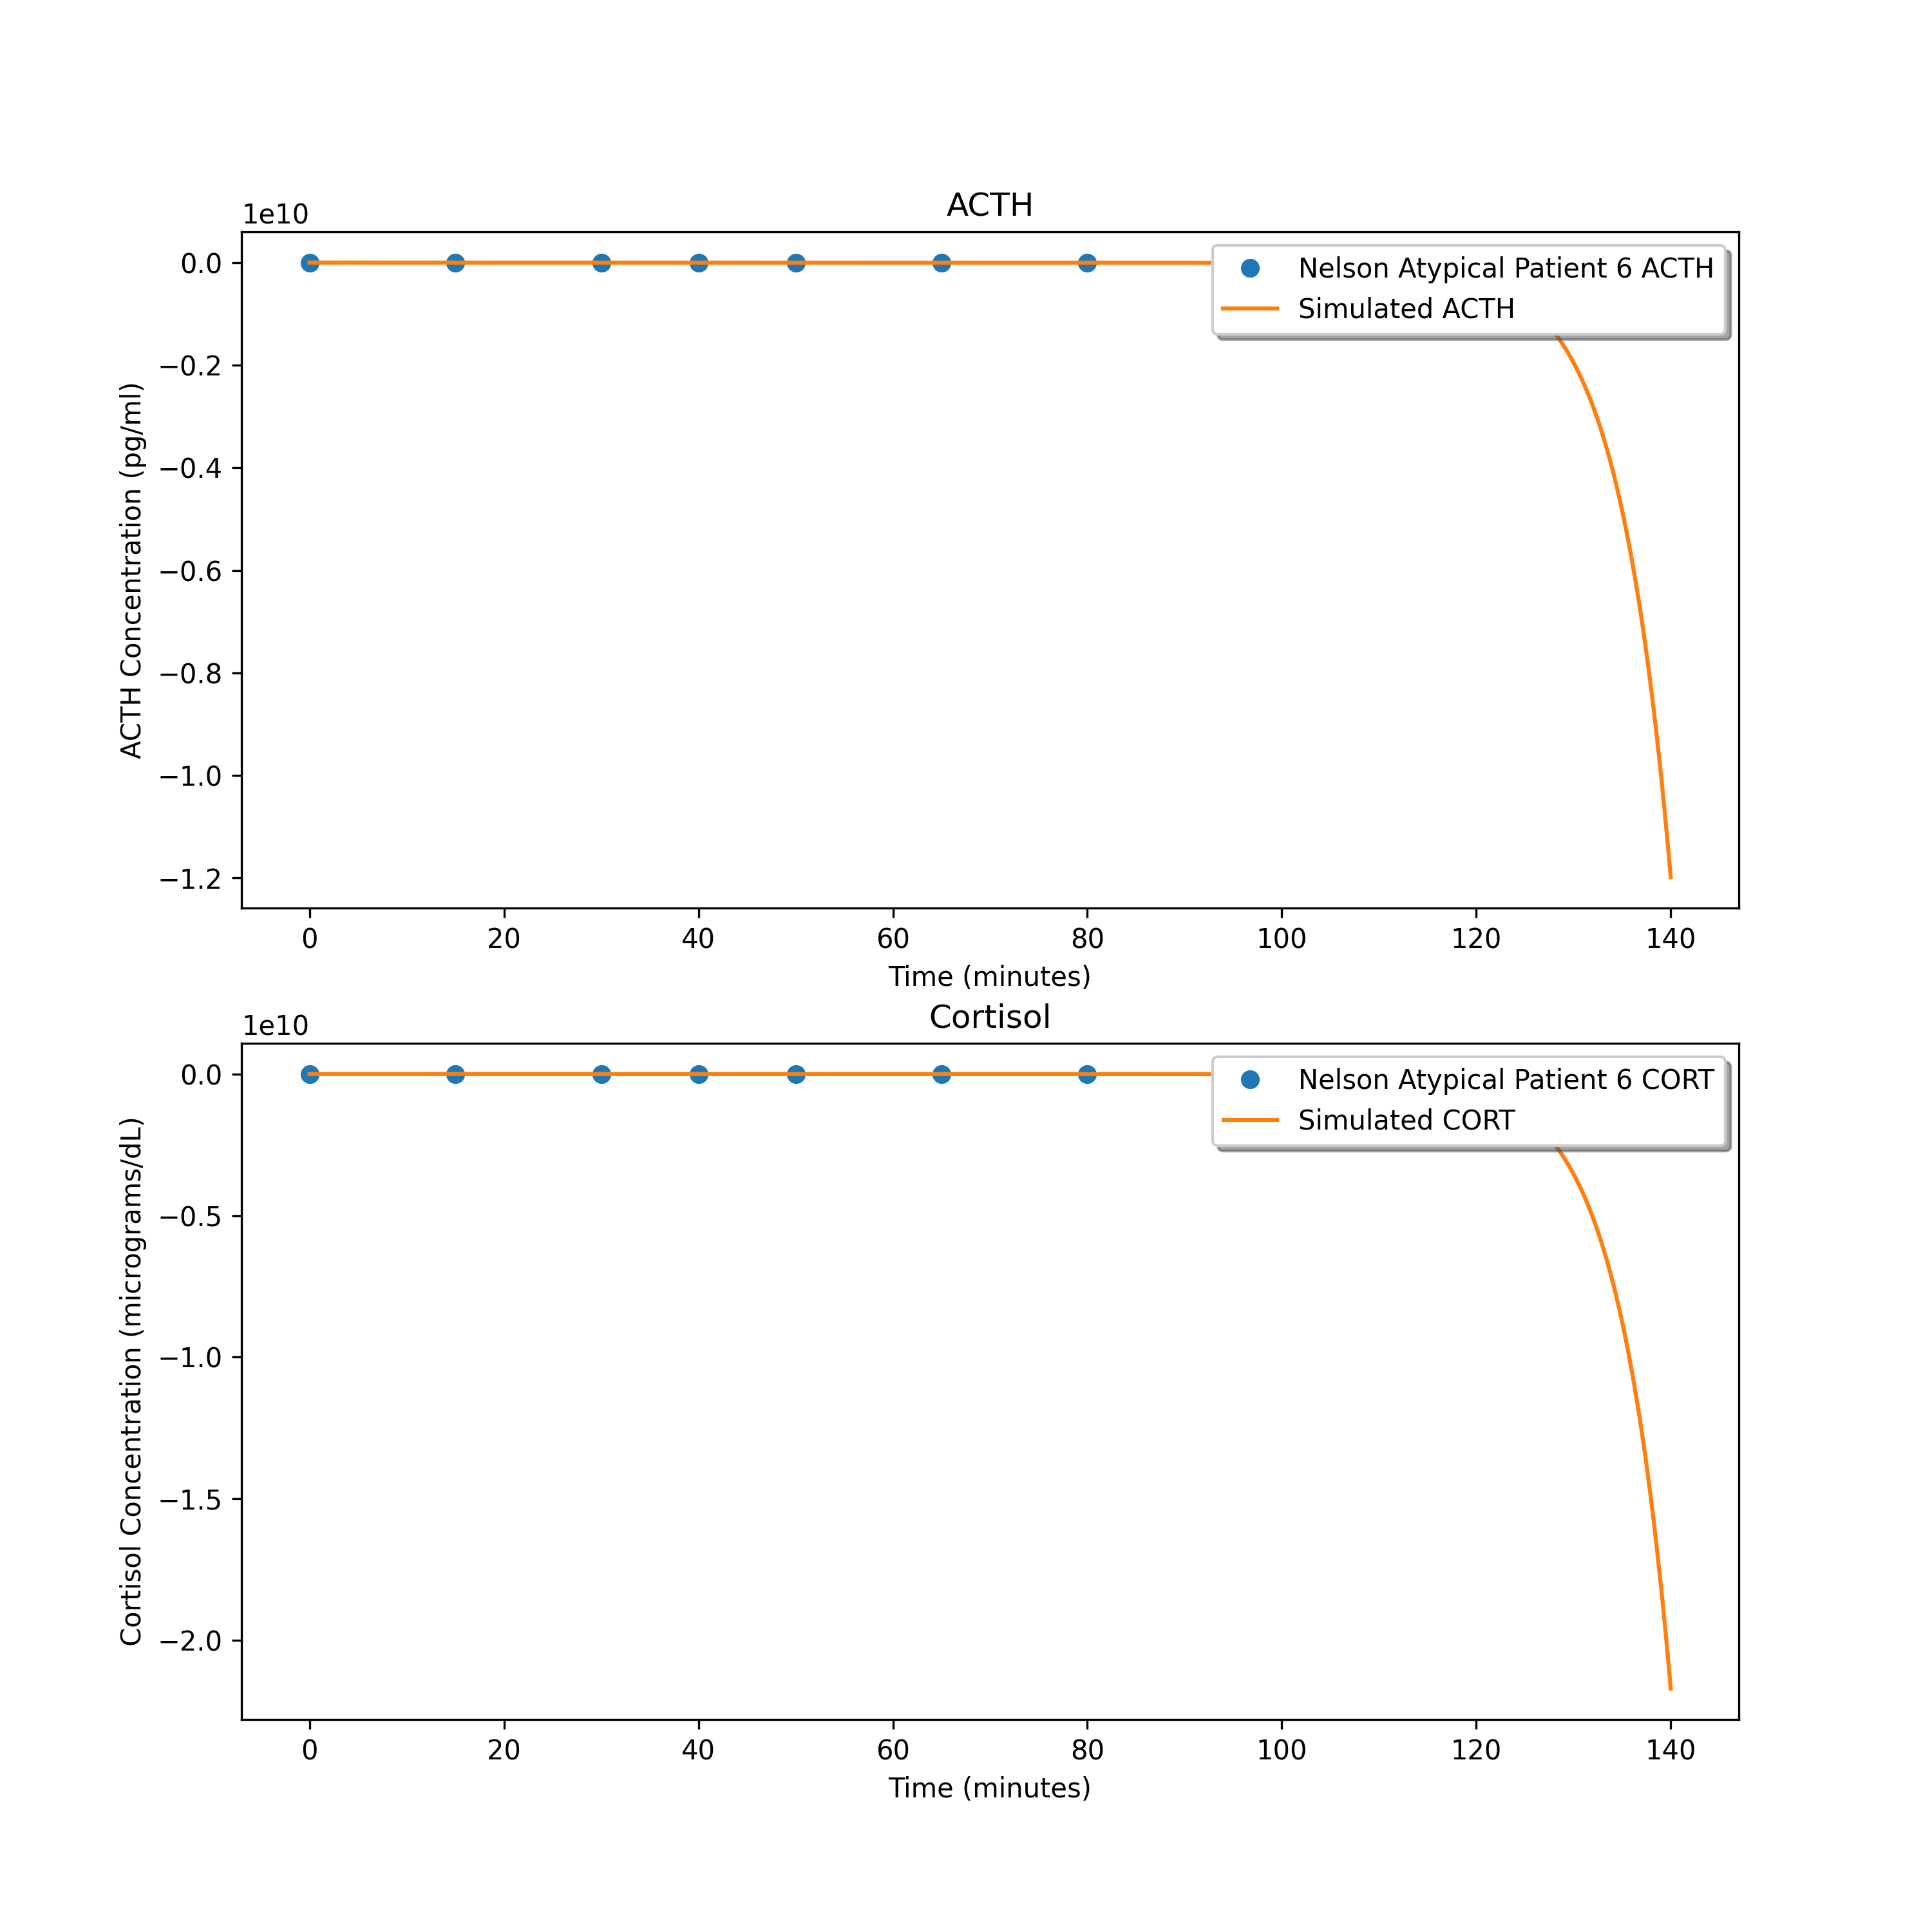 ACTH
1e10
Nelson Atypical Patient 6 ACTH
Simulated ACTH
0.0
−0.2
−0.4
−0.6
−0.8
−1.0
−1.2
ACTH Concentration (pg/ml)
0 20 40 60 80 100 120 140
Time (minutes)
Cortisol
1e10
Nelson Atypical Patient 6 CORT
Simulated CORT
0.0
−0.5
−1.0
−1.5
−2.0
Cortisol Concentration (micrograms/dL)
0 20 40 60 80 100 120 140
Time (minutes)